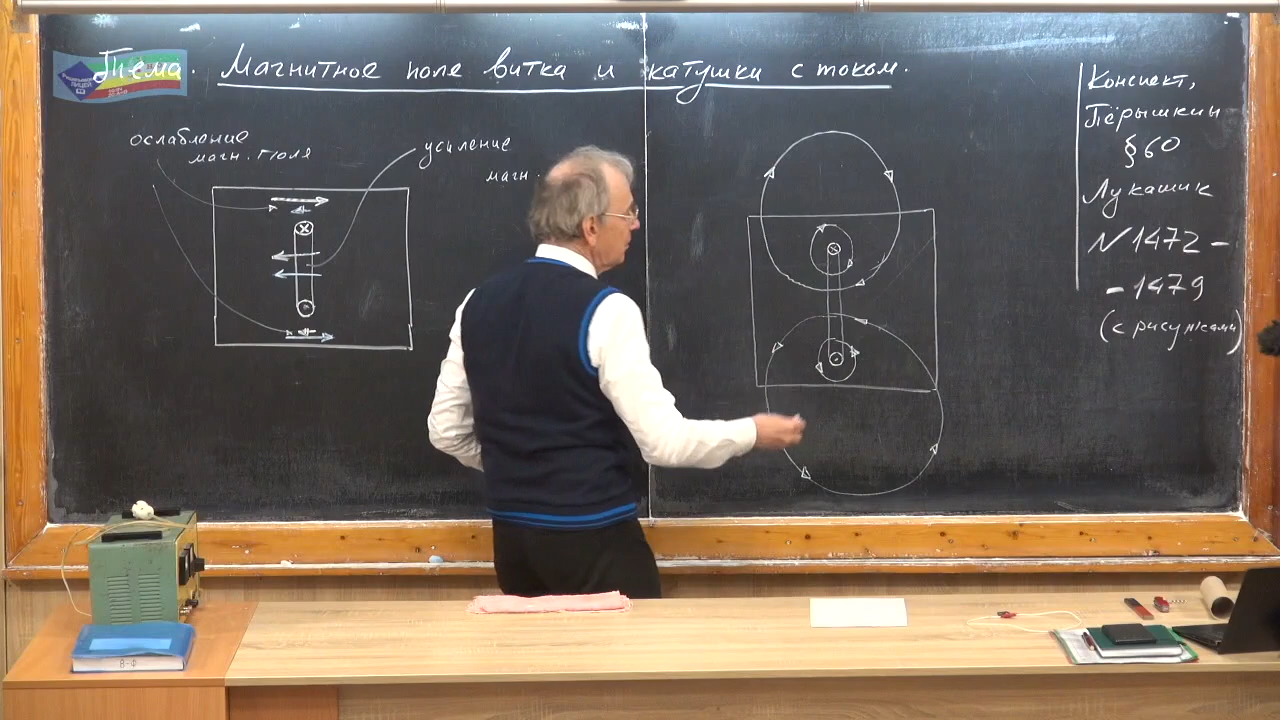 Тема. Магнитное поле витка и катушки с током.
ослабление
магн. поля
усиление
магн.
Конспект,
Пёрышкин
§60
Лукашик
№1472 -
- 1479
(с рисунками)
В-Ф